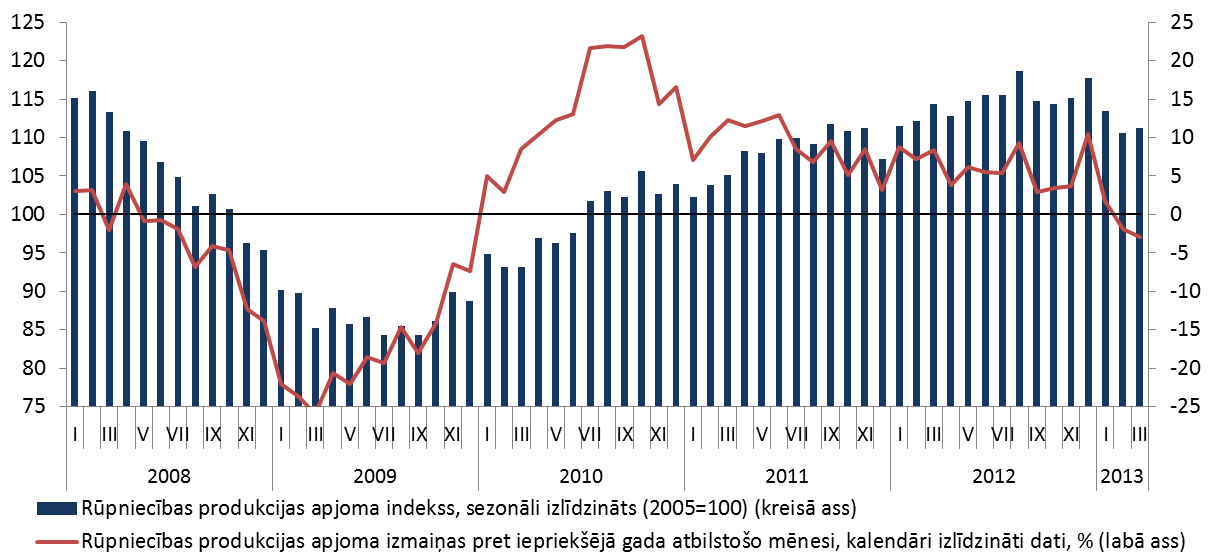 125 25
120 20
115 15
110 10
105 5
100 0
95 -5
90 -10
85 -15
80 -20
75 -25
I III V VII IX XI I III V VII IX XI I III V VII IX XI I III V VII IX XI I III V VII IX XI I III
2008 2009 2010 2011 2012 2013
Rūpniecības produkcijas apjoma indekss, sezonāli izlīdzināts (2005=100) (kreisā ass)
Rūpniecības produkcijas apjoma izmaiņas pret iepriekšējā gada atbilstošo mēnesi, kalendāri izlīdzināti dati, % (labā ass)